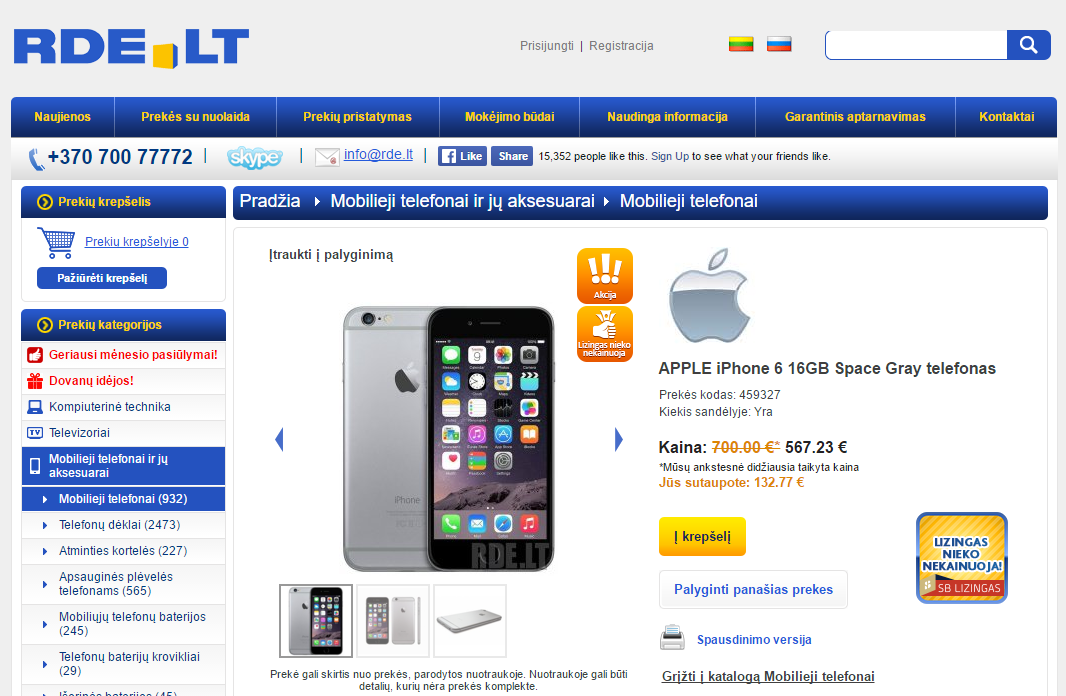 RDE.LT
Prisijungti | Registracija
Naujienos
Prekės su nuolaida
Prekių pristatymas
Mokėjimo būdai
Naudinga informacija
Garantinis aptarnavimas
Kontaktai
+370 700 77772 | skype | info@rde.lt | Like Share 15,352 people like this. Sign Up to see what your friends like.
Prekių krepšelis
Prekių krepšelyje 0
Pažiūrėti krepšelį
Prekių kategorijos
Geriausi mėnesio pasiūlymai!
Dovanų idėjos!
Kompiuterinė technika
TV Televizoriai
Mobilieji telefonai ir jų
aksesuarai
Mobilieji telefonai (932)
Telefonų dėklai (2473)
Atminties kortelės (227)
Apsauginės plėvelės
telefonams (565)
Mobiliųjų telefonų baterijos
(245)
Telefonų baterijų krovikliai
(29)
Išorinės baterijos (45)
Pradžia Mobilieji telefonai ir jų aksesuarai Mobilieji telefonai
Įtraukti į palyginimą
Akcija
Lizingas nieko
nekainuoja
iPhone
RDE.LT
Prekė gali skirtis nuo prekės, parodytos nuotraukoje. Nuotraukoje gali būti
detalių, kurių nėra prekės komplekte.
APPLE iPhone 6 16GB Space Gray telefonas
Prekės kodas: 459327
Kiekis sandėlyje: Yra
Kaina: 700.00 €* 567.23 €
*Mūsų ankstesnė didžiausia taikyta kaina
Jūs sutaupote: 132.77 €
Į krepšelį
Palyginti panašias prekes
Spausdinimo versija
Grįžti į katalogą Mobilieji telefonai
LIZINGAS
NIEKO
NEKAINUOJA!
SB LIZINGAS